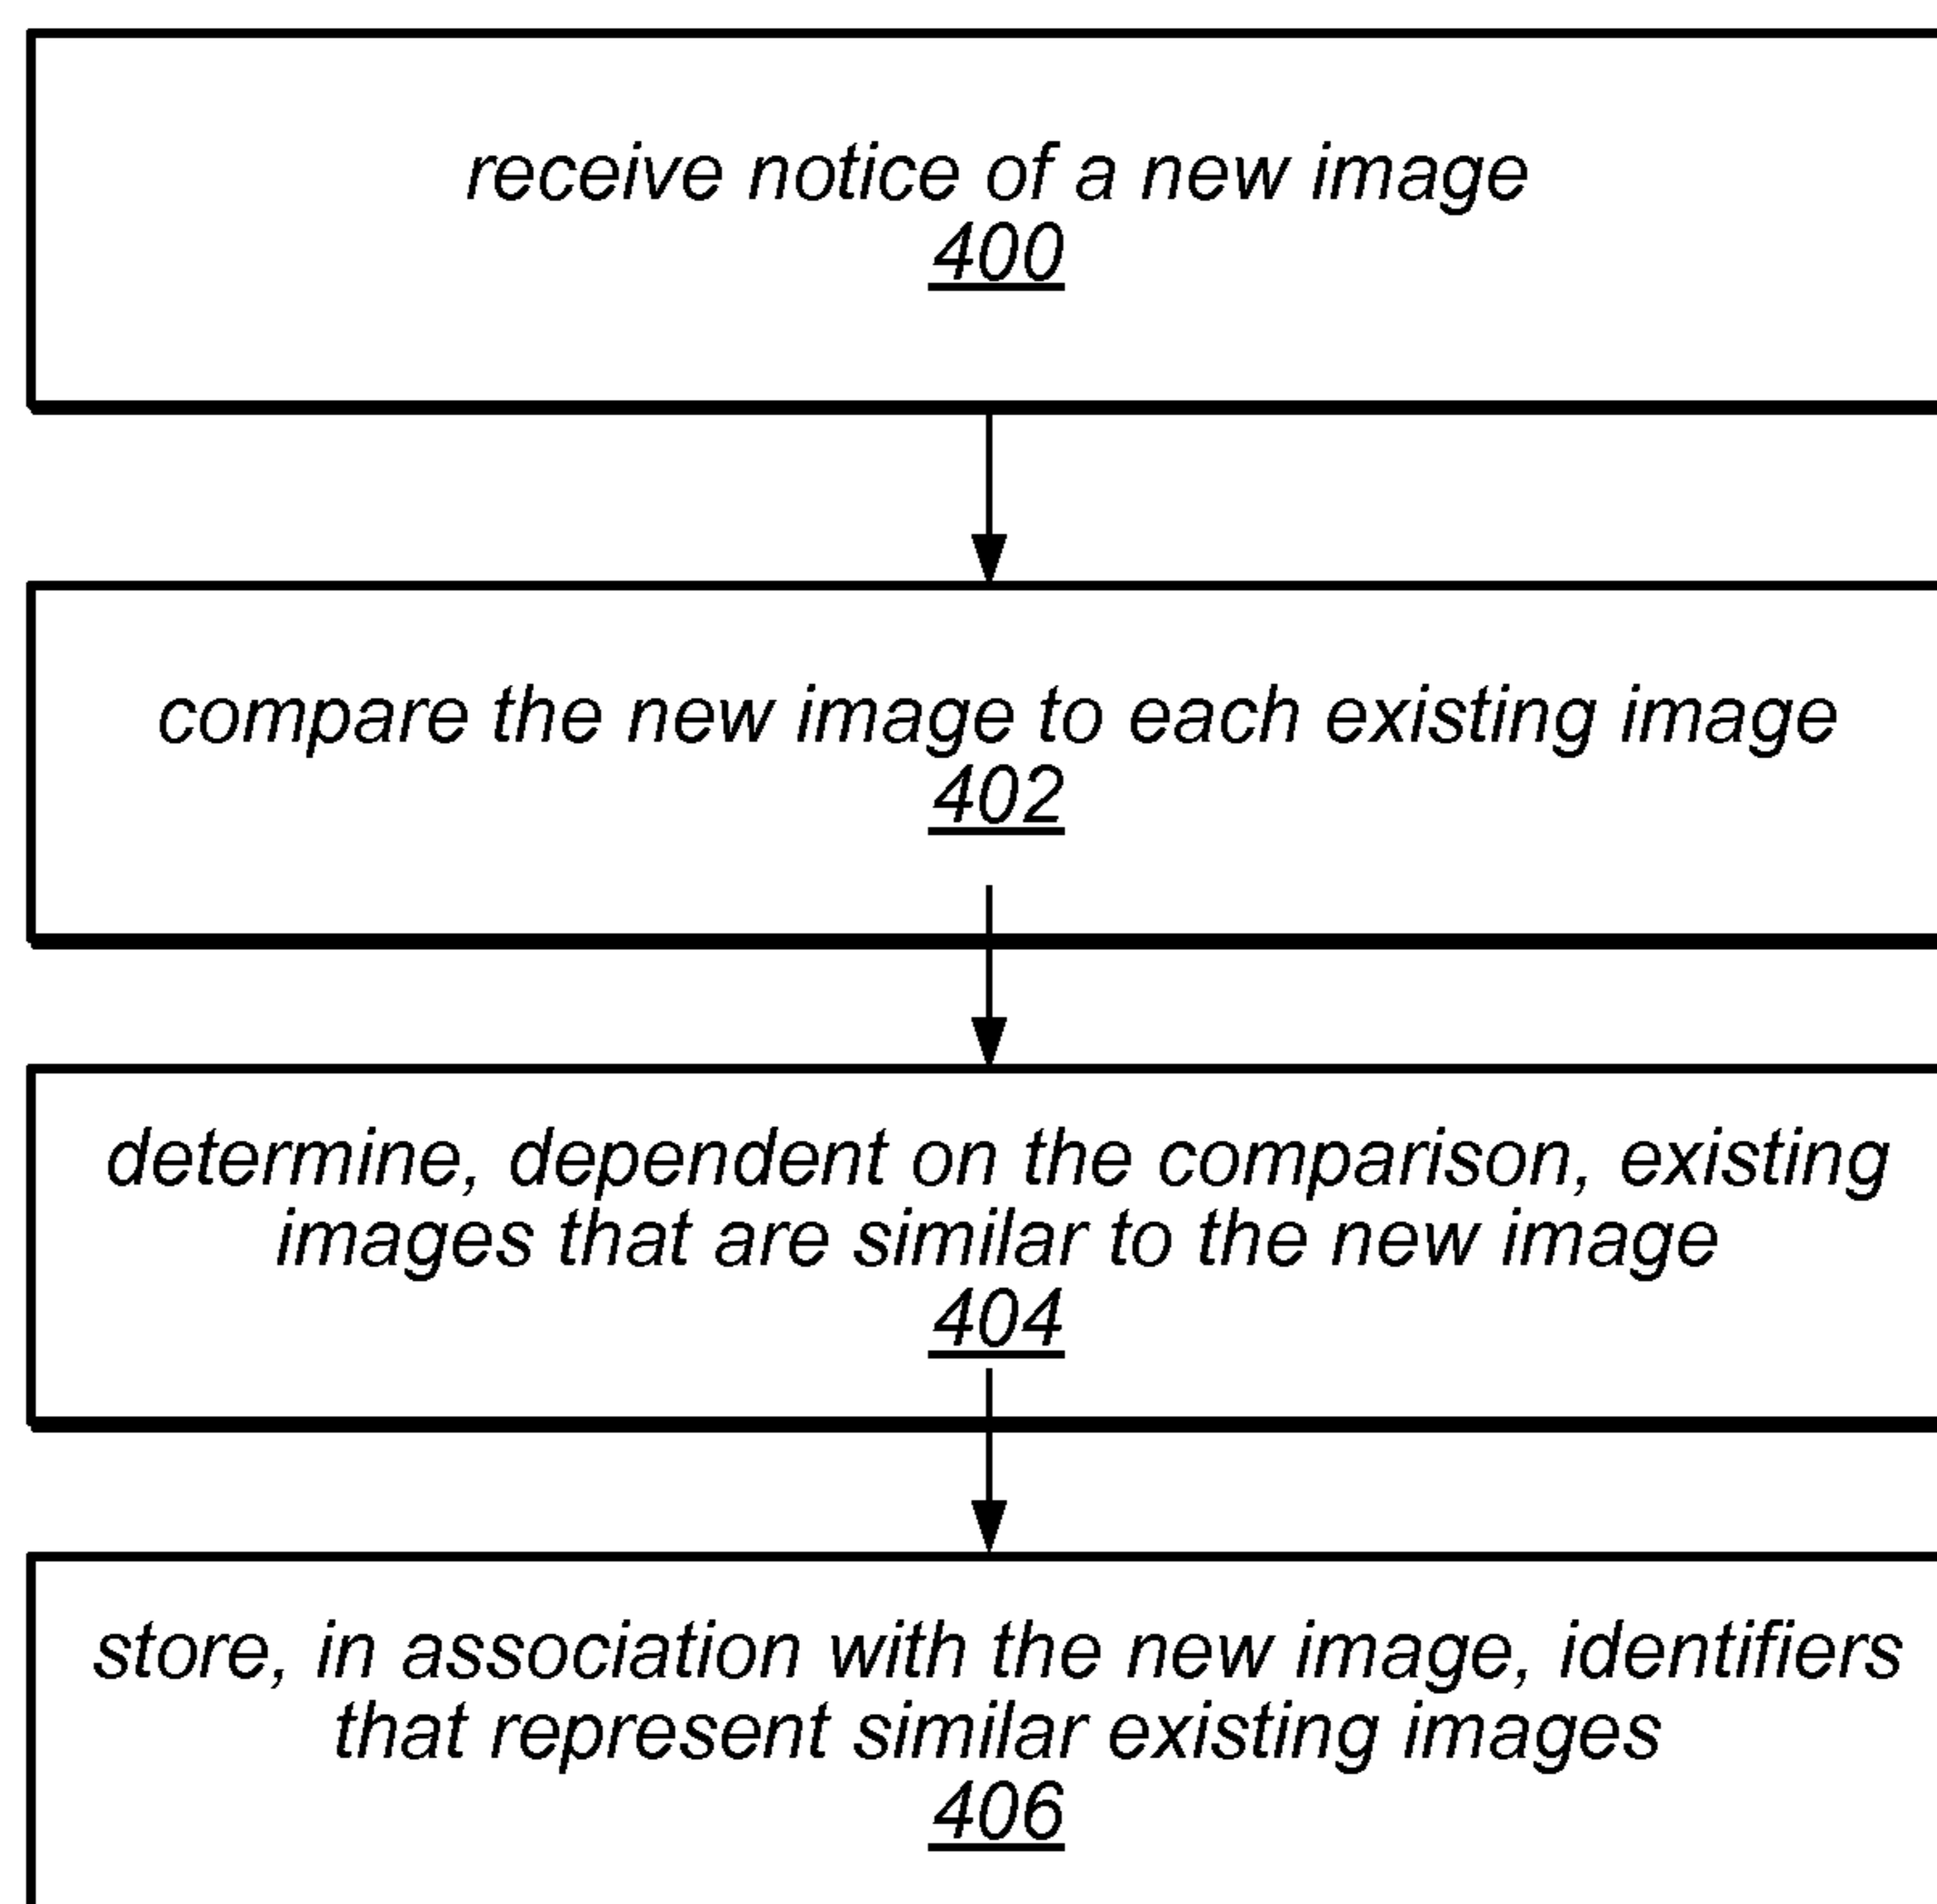 receive notice of a new image
400
compare the new image to each existing image
402
determine, dependent on the comparison, existing
images that are similar to the new image
404
store, in association with the new image, identifiers
that represent similar existing images
406